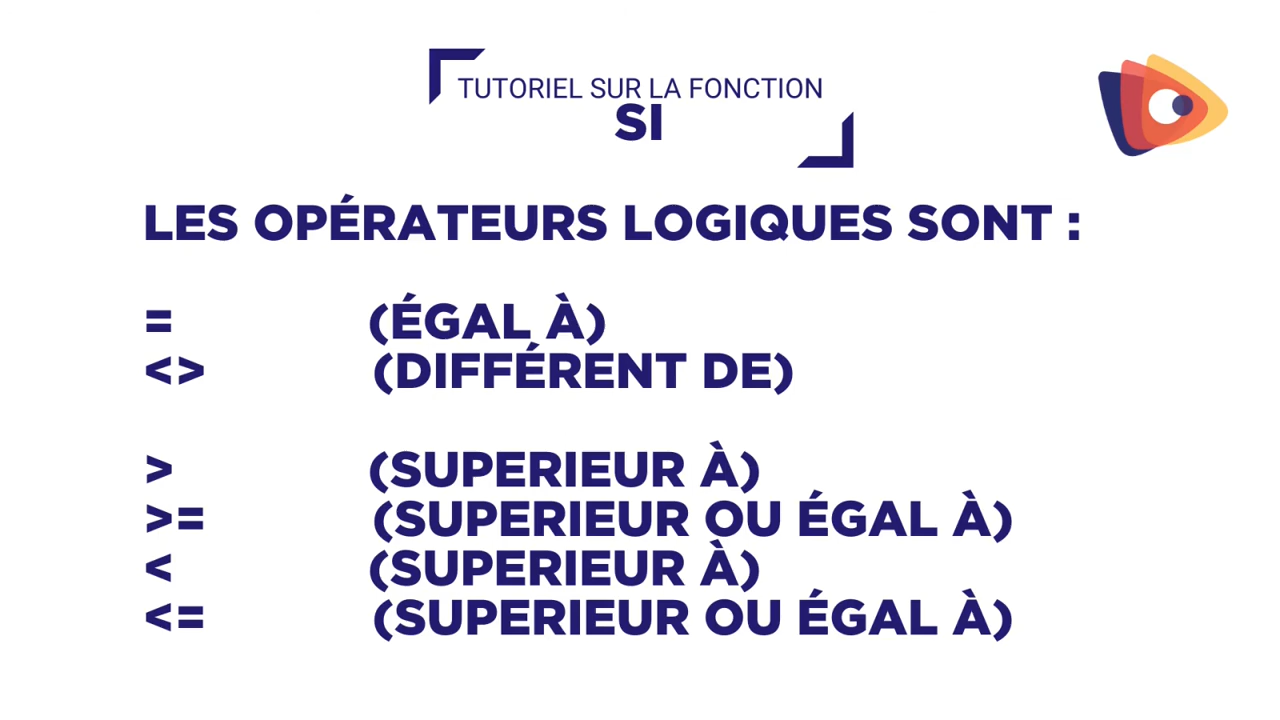 TUTORIEL SUR LA FONCTION
SI
LES OPÉRATEURS LOGIQUES SONT :
= (ÉGAL À)
<> (DIFFÉRENT DE)
> (SUPERIEUR À)
>= (SUPERIEUR OU ÉGAL À)
< (SUPERIEUR À)
<= (SUPERIEUR OU ÉGAL À)